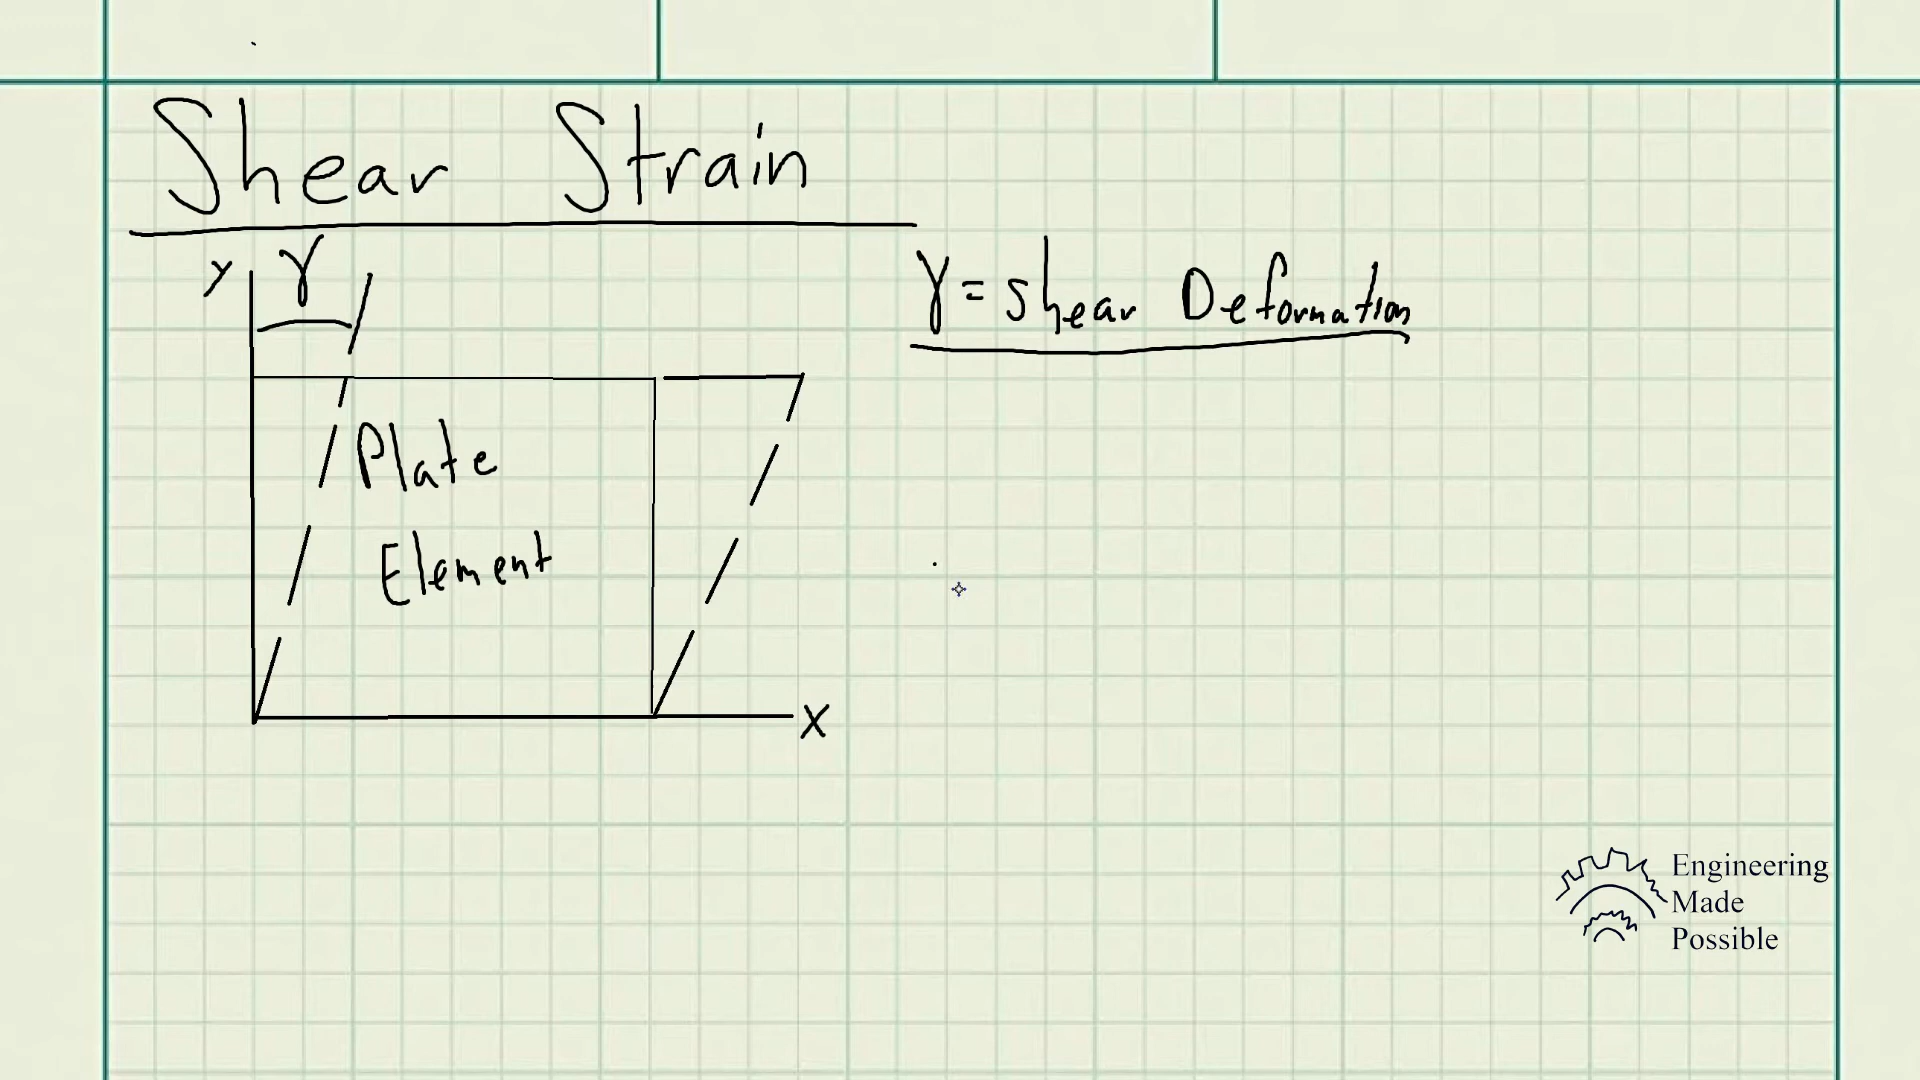 Shear Strain
y γ
γ = Shear Deformation
Plate
Element
x
Engineering
Made
Possible